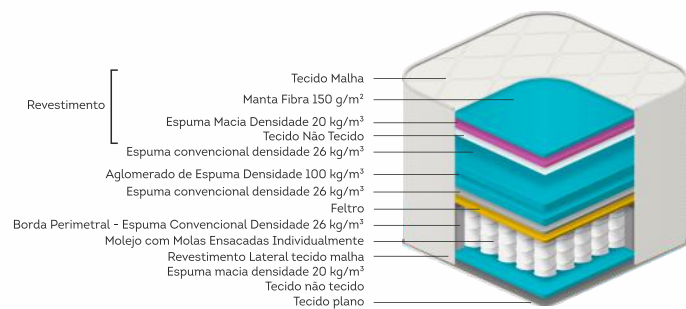 Tecido Malha
Revestimento
Manta Fibra 150 g/m²
Espuma Macia Densidade 20 kg/m³
Tecido Não Tecido
Espuma convencional densidade 26 kg/m³
Aglomerado de Espuma Densidade 100 kg/m³
Espuma convencional densidade 26 kg/m³
Feltro
Borda Perimetral - Espuma Convencional Densidade 26 kg/m³
Molejo com Molas Ensacadas Individualmente
Revestimento Lateral tecido malha
Espuma macia densidade 20 kg/m³
Tecido não tecido
Tecido plano